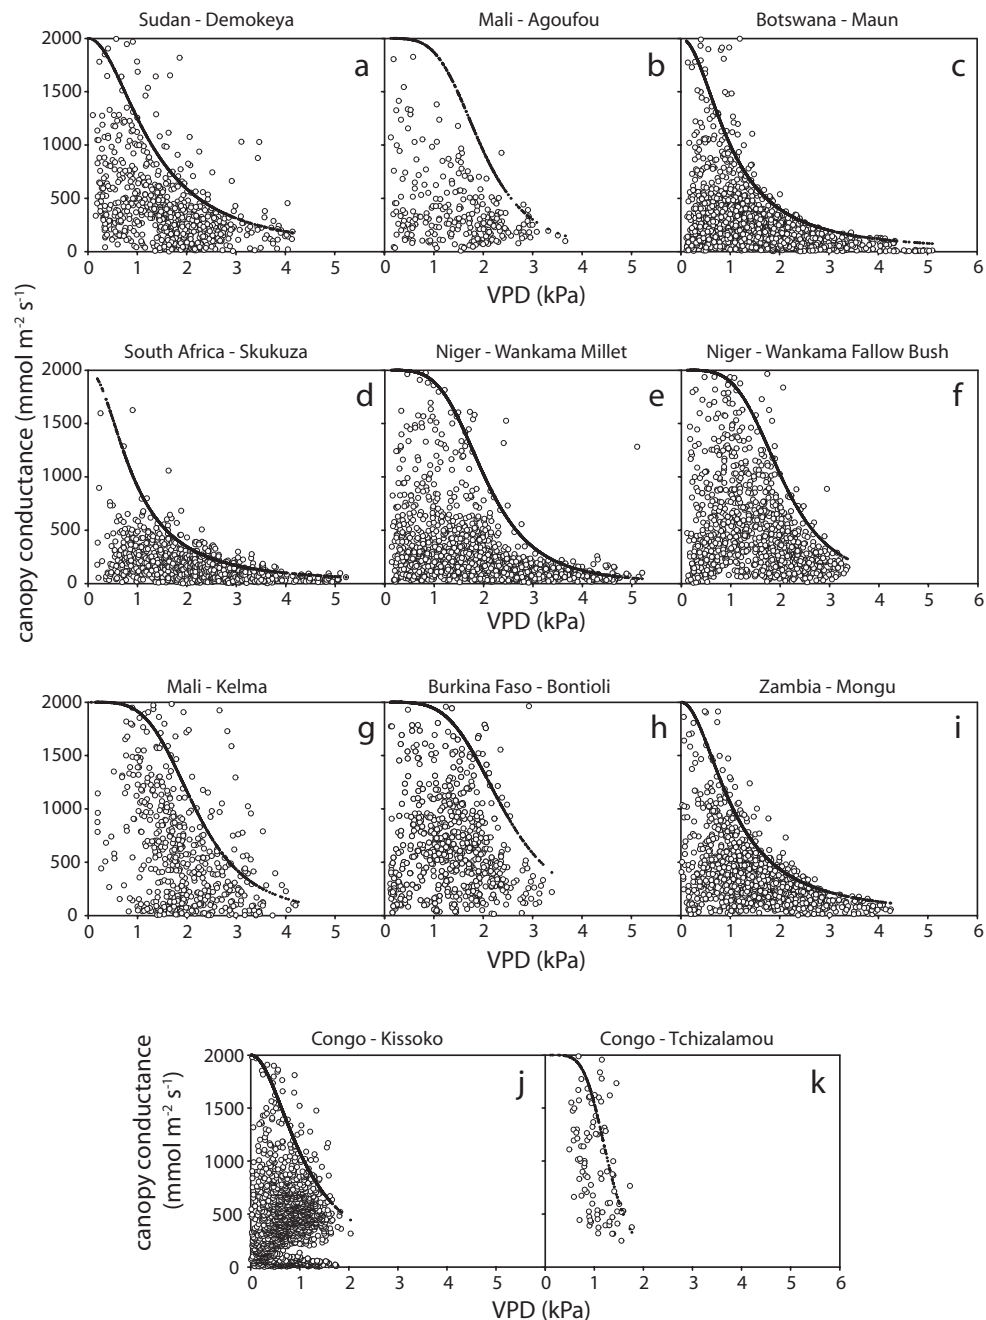 Sudan - Demokeya
Mali - Agoufou
Botswana - Maun
2000
1500
1000
500
0
a
b
c
0 1 2 3 4 5
0 1 2 3 4 5
0 1 2 3 4 5 6
VPD (kPa)
canopy conductance (mmol m-2 s-1)
South Africa - Skukuza
Niger - Wankama Millet
Niger - Wankama Fallow Bush
2000
1500
1000
500
0
d
e
f
0 1 2 3 4 5
0 1 2 3 4 5
0 1 2 3 4 5 6
VPD (kPa)
Mali - Kelma
Burkina Faso - Bontioli
Zambia - Mongu
2000
1500
1000
500
0
g
h
i
0 1 2 3 4 5
0 1 2 3 4 5
0 1 2 3 4 5 6
VPD (kPa)
Congo - Kissoko
Congo - Tchizalamou
canopy conductance
(mmol m-2 s-1)
2000
1500
1000
500
0
j
k
0 1 2 3 4 5
0 1 2 3 4 5 6
VPD (kPa)